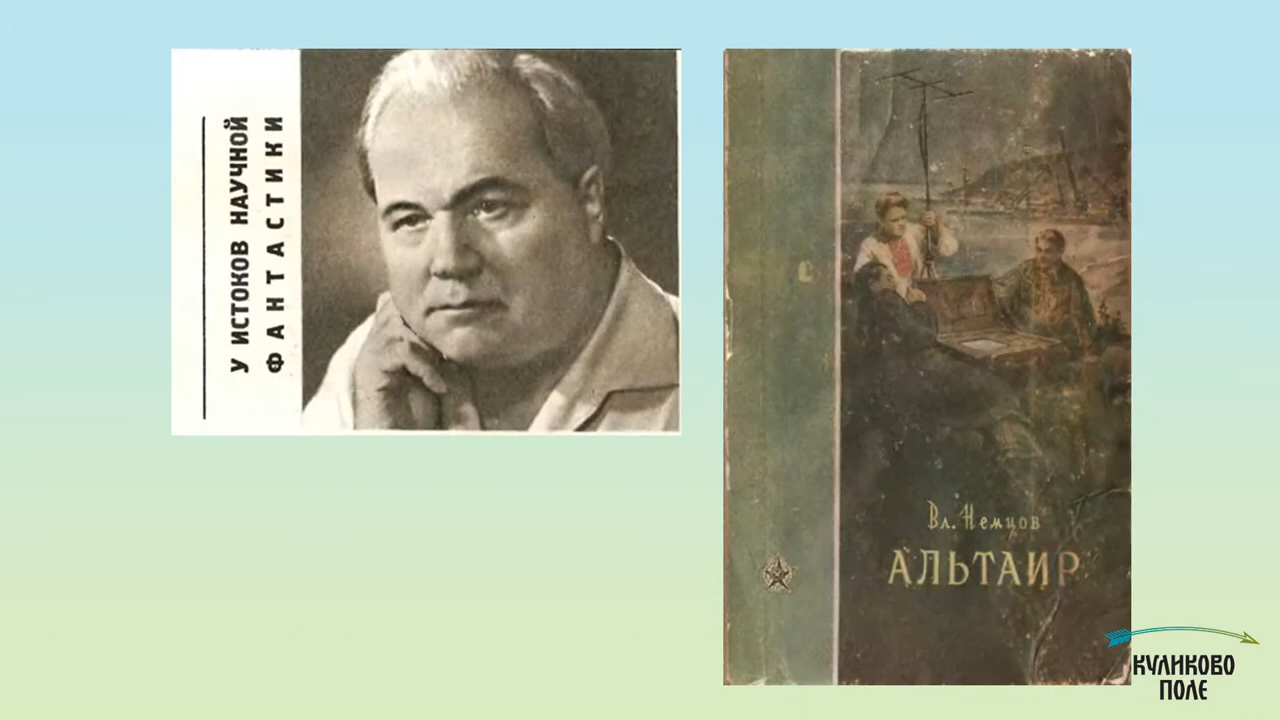 У ИСТОКОВ НАУЧНОЙ
ФАНТАСТИКИ
Вл. Немцов
АЛЬТАИР
КУЛИКОВО
ПОЛЕ